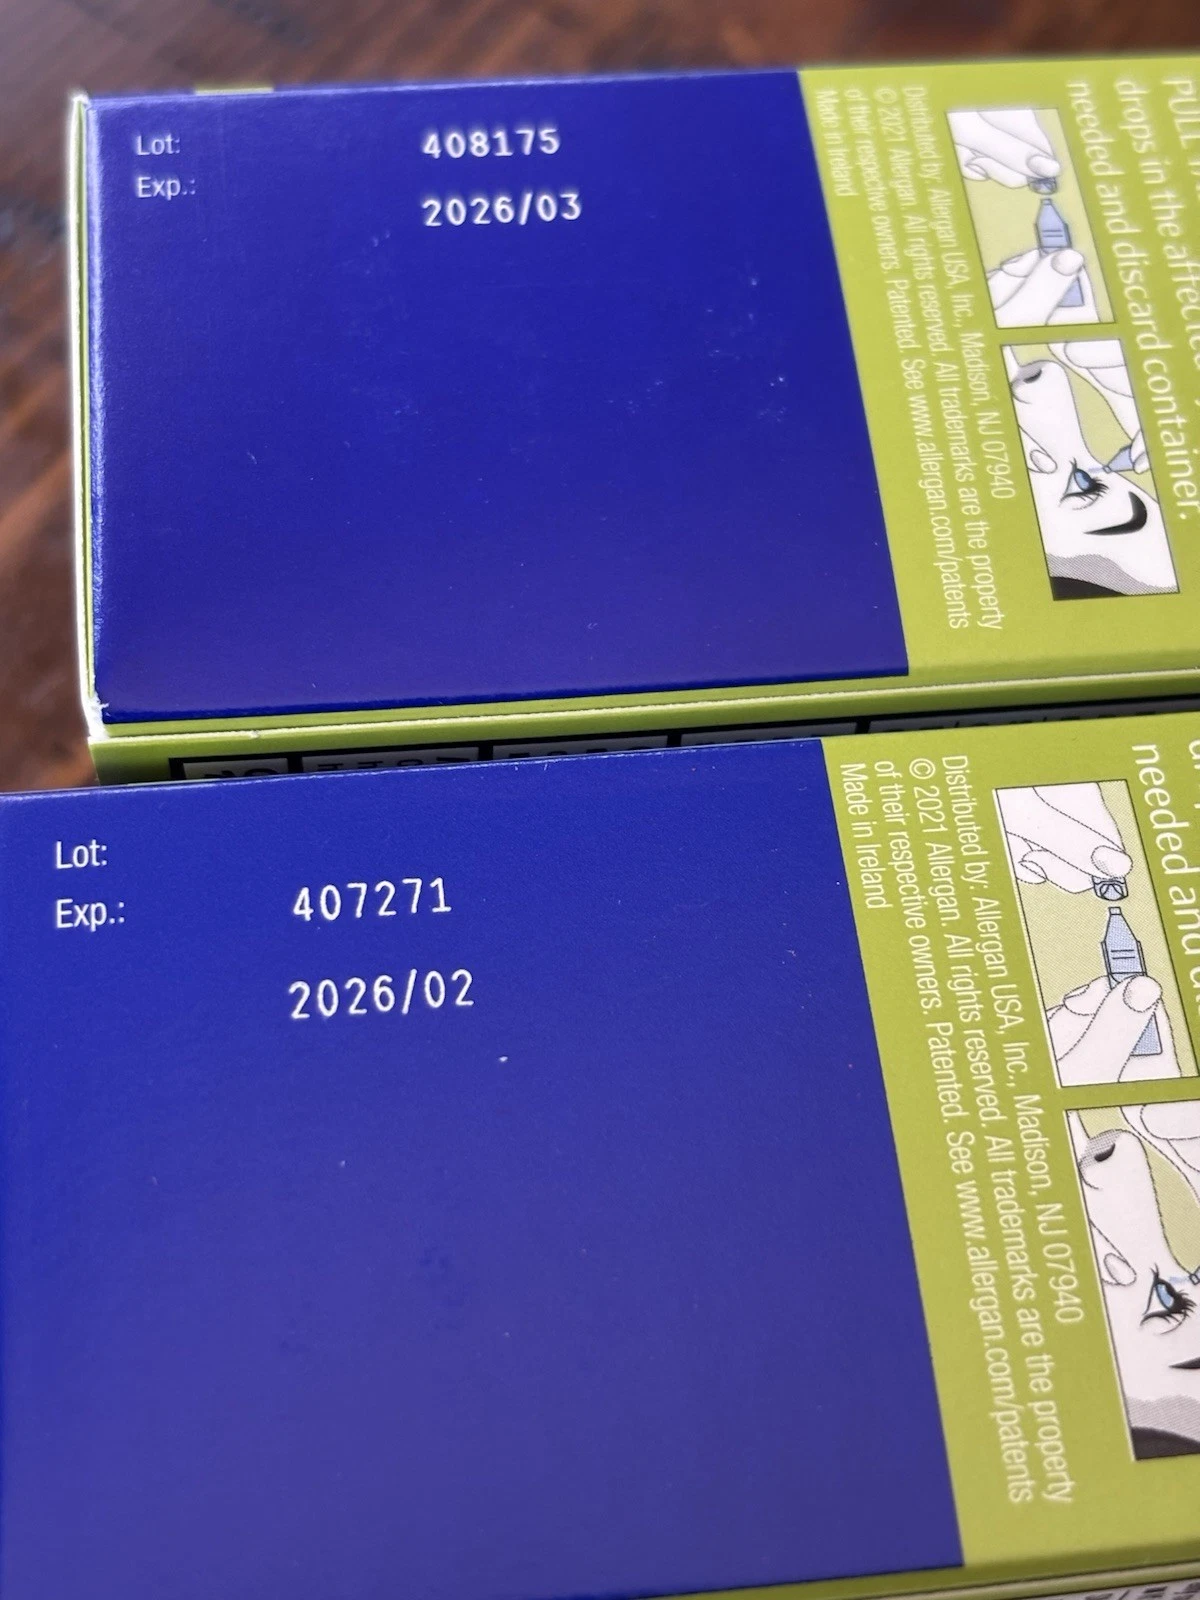 Lot:
408175
Exp.:
2026/03
Distributed by: Allergan USA, Inc., Madison, NJ 07940
© 2021 Allergan. All rights reserved. All trademarks are the property
of their respective owners. Patented. See www.allergan.com/patents
Made in Ireland
PULL
drops in the affected
needed and discard container.
Lot:
407271
Exp.:
2026/02
Distributed by: Allergan USA, Inc., Madison, NJ 07940
© 2021 Allergan. All rights reserved. All trademarks are the property
of their respective owners. Patented. See www.allergan.com/patents
Made in Ireland
needed and